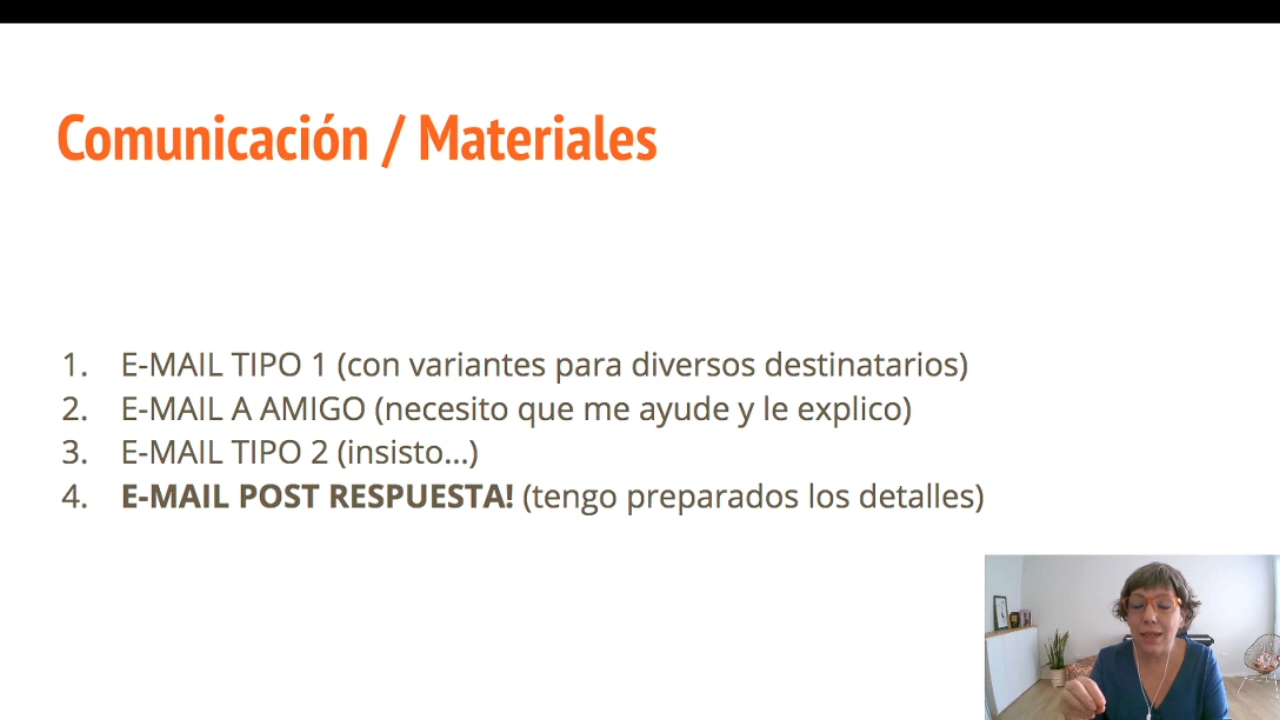 Comunicación / Materiales
1. E-MAIL TIPO 1 (con variantes para diversos destinatarios)
2. E-MAIL A AMIGO (necesito que me ayude y le explico)
3. E-MAIL TIPO 2 (insisto...)
4. E-MAIL POST RESPUESTA! (tengo preparados los detalles)